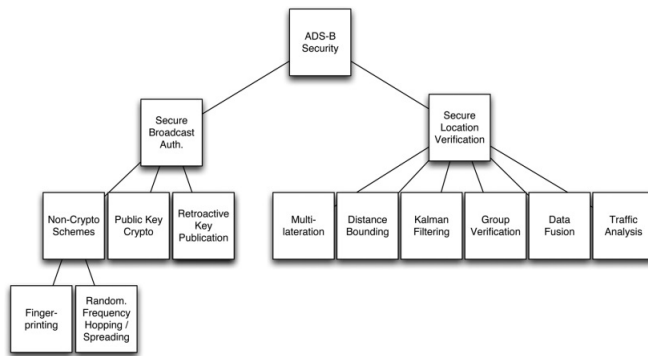 ADS-B
Security
Secure
Broadcast
Auth.
Secure
Location
Verification
Non-Crypto
Schemes
Public Key
Crypto
Retroactive
Key
Publication
Multi-
lateration
Distance
Bounding
Kalman
Filtering
Group
Verification
Data
Fusion
Traffic
Analysis
Finger-
printing
Random.
Frequency
Hopping /
Spreading